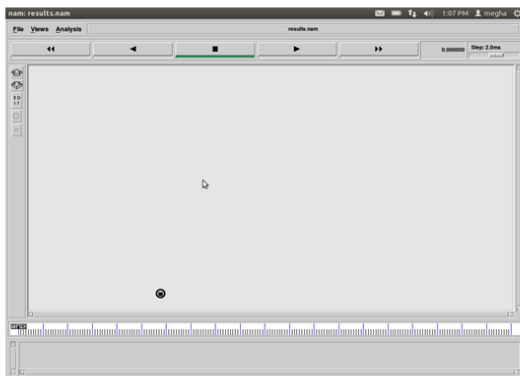 nam: results.nam 1:07 PM megha
File Views Analysis results.nam
0.000000 Step: 2.0ms